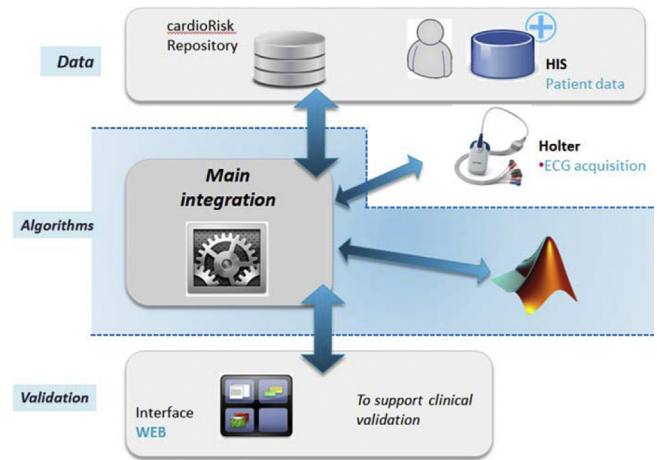 cardioRisk
Repository
Data
HIS
Patient data
Holter
•ECG acquisition
Main
integration
Algorithms
Validation
Interface
WEB
To support clinical
validation